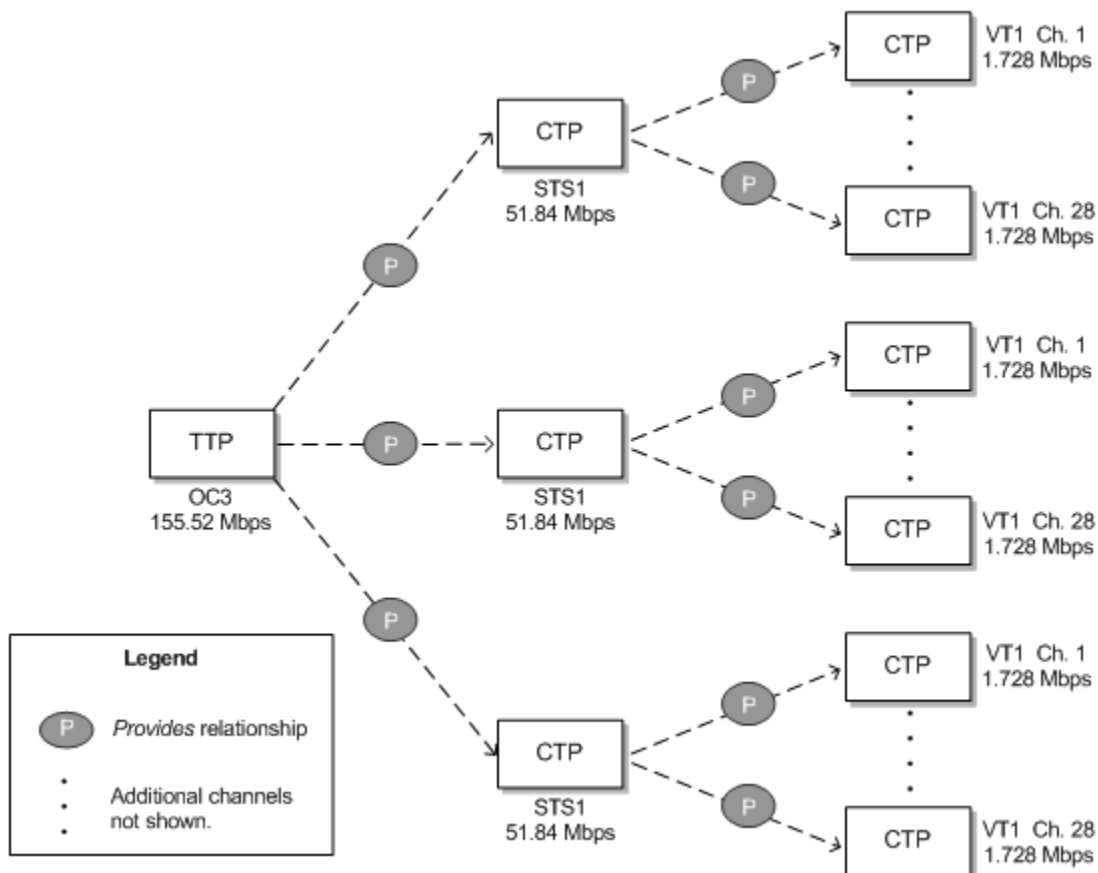 CTP
VT1 Ch. 1
1.728 Mbps
P
CTP
STS1
51.84 Mbps
P
CTP
VT1 Ch. 28
1.728 Mbps
P
CTP
VT1 Ch. 1
1.728 Mbps
P
TTP
OC3
155.52 Mbps
P
CTP
STS1
51.84 Mbps
P
CTP
VT1 Ch. 28
1.728 Mbps
P
CTP
VT1 Ch. 1
1.728 Mbps
P
CTP
STS1
51.84 Mbps
P
CTP
VT1 Ch. 28
1.728 Mbps
Legend
P Provides relationship
Additional channels
not shown.